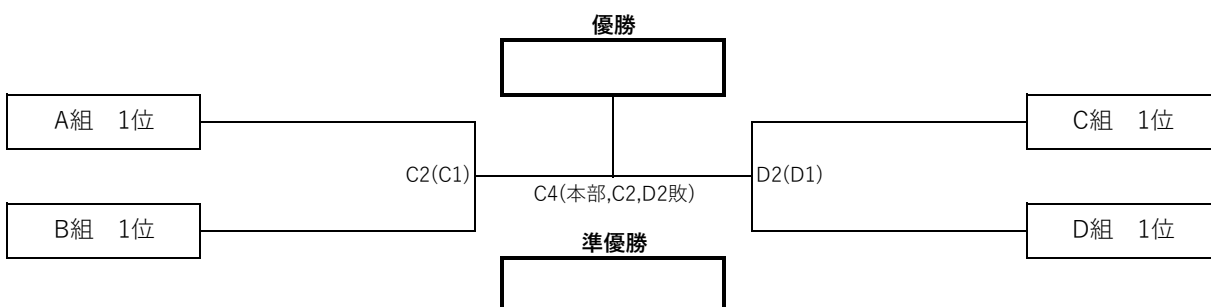 優勝
A組　1位
C組　1位
C2(C1)
D2(D1)
C4(本部,C2,D2敗)
B組　1位
D組　1位
準優勝